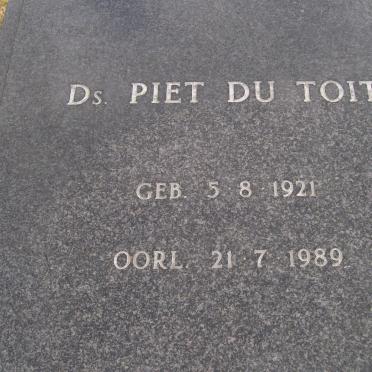 Ds. PIET DU TOIT
GEB. 5 8 1921
OORL. 21 7 1989